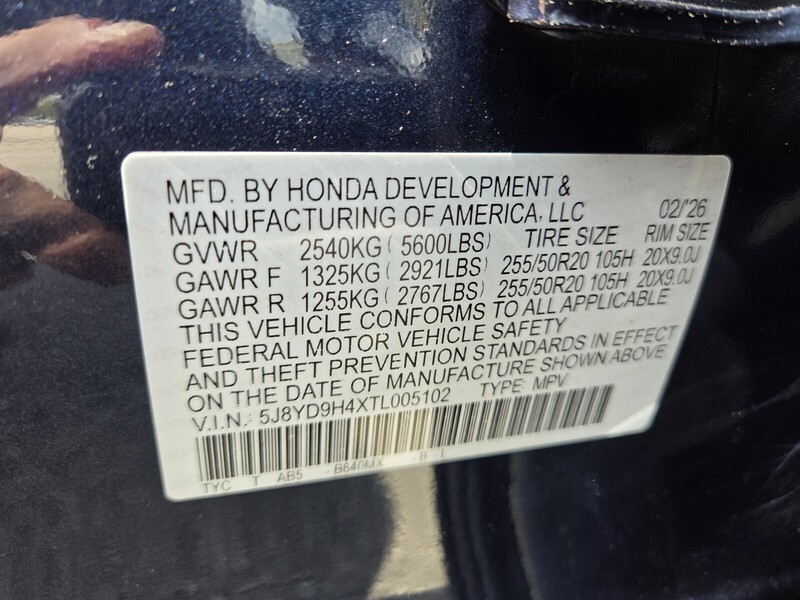 MFD. BY HONDA DEVELOPMENT &
MANUFACTURING OF AMERICA, LLC 02/'26
GVWR 2540KG ( 5600LBS) TIRE SIZE RIM SIZE
GAWR F 1325KG ( 2921LBS) 255/50R20 105H 20X9.0J
GAWR R 1255KG ( 2767LBS) 255/50R20 105H 20X9.0J
THIS VEHICLE CONFORMS TO ALL APPLICABLE
FEDERAL MOTOR VEHICLE SAFETY
AND THEFT PREVENTION STANDARDS IN EFFECT
ON THE DATE OF MANUFACTURE SHOWN ABOVE
V.I.N.: 5J8YD9H4XTL005102 TYPE: MPV
TYC T AB5 -B640MX -B -L